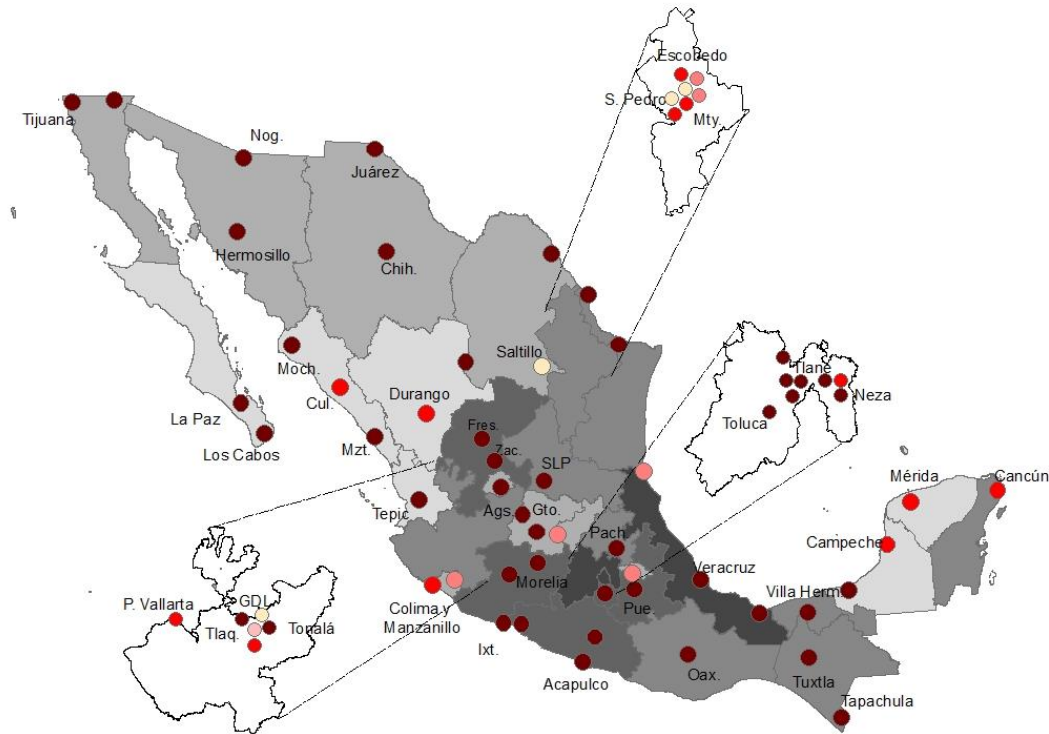 Escobedo
S. Pedro
Mty.
Tijuana
Nog.
Juárez
Hermosillo
Chih.
Saltillo
Moch.
Durango
Cul.
La Paz
Los Cabos
Mzt.
Fres.
Zac.
SLP
Tlane
Neza
Toluca
Tepic
Ags.
Gto.
Pach.
Mérida
Cancún
Campeche
Veracruz
Villa Herm.
Morelia
Pue.
P. Vallarta
GDL
Tlaq.
Tonalá
Colima y
Manzanillo
Ixt.
Acapulco
Oax.
Tuxtla
Tapachula